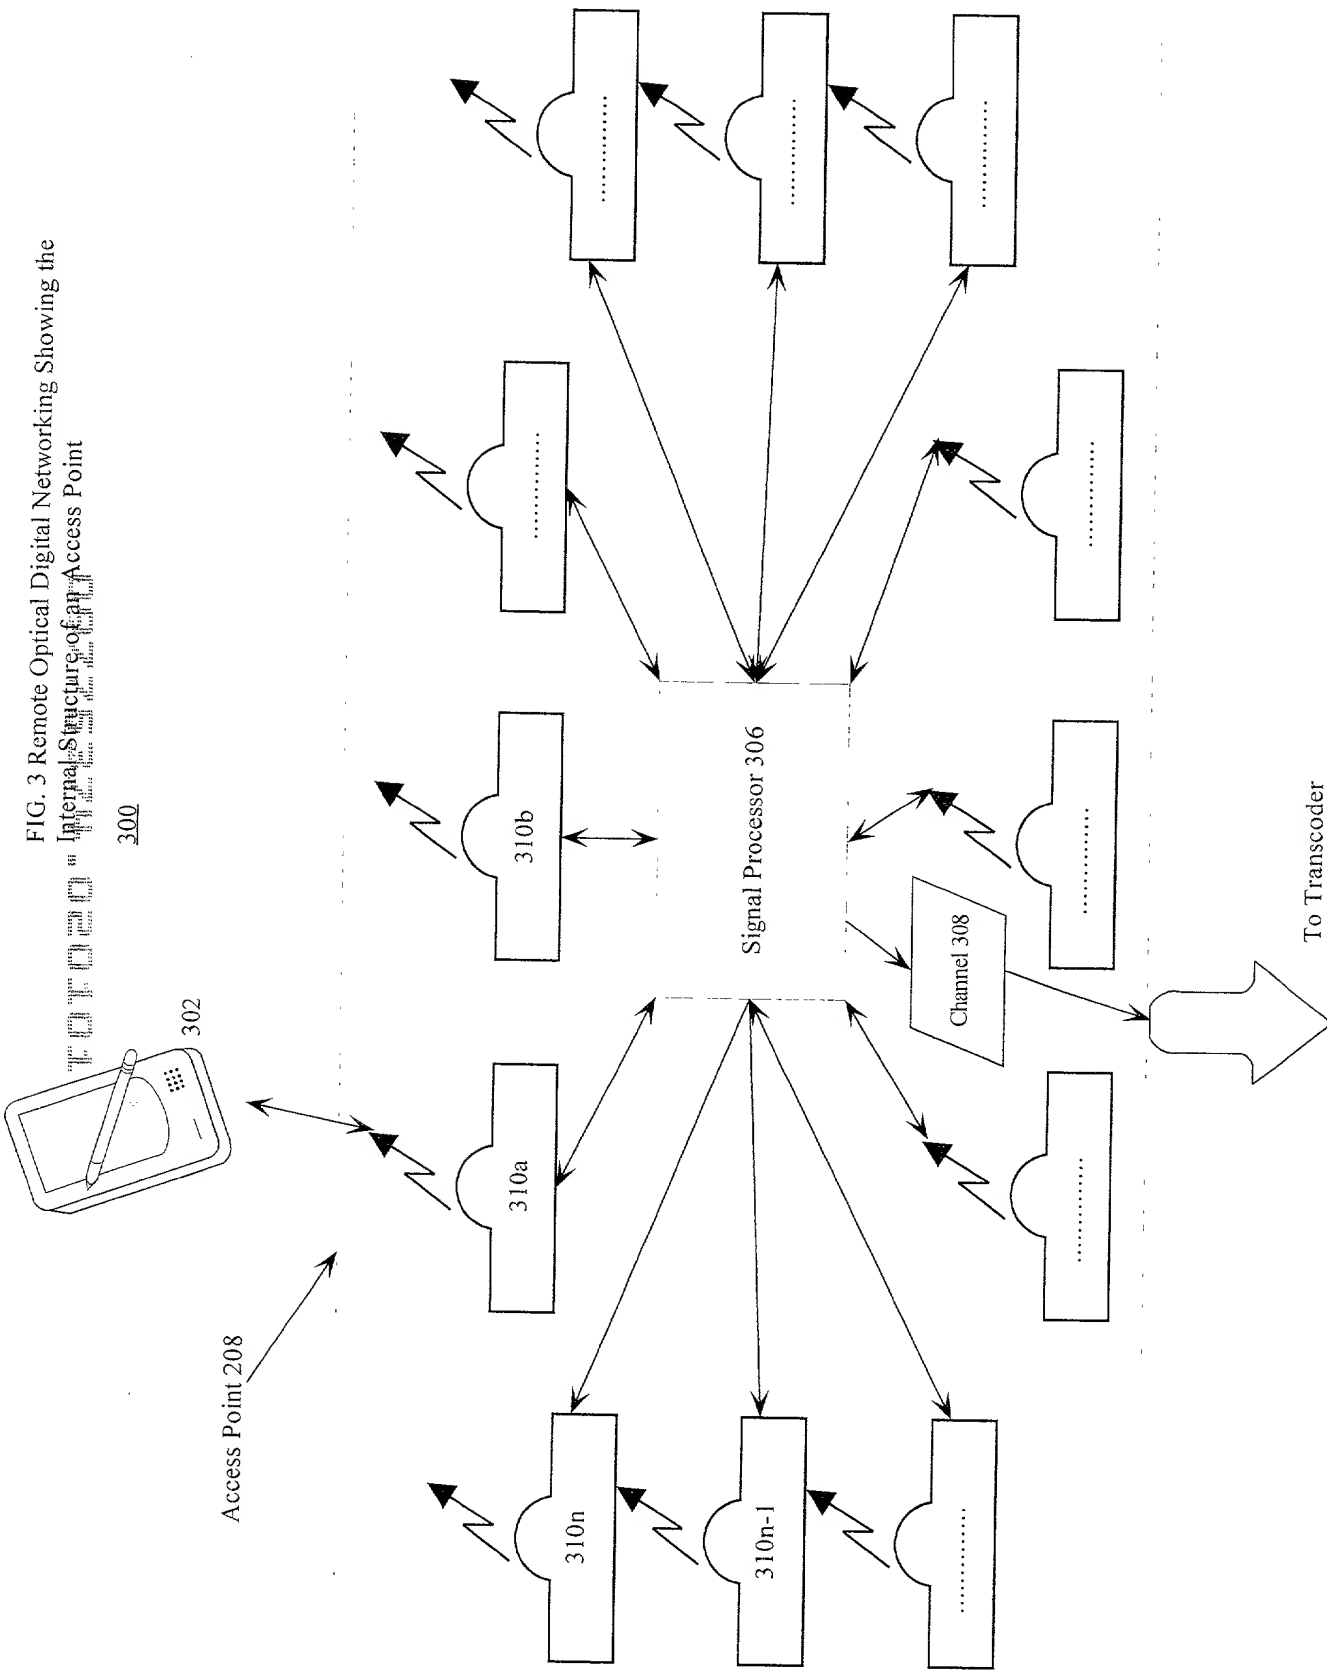 FIG. 3 Remote Optical Digital Networking Showing the
Internal Structure of an Access Point
300
302
Access Point 208
310a
310b
............
............
310n
310n-1
............
............
............
Signal Processor 306
Channel 308
............
............
............
To Transcoder